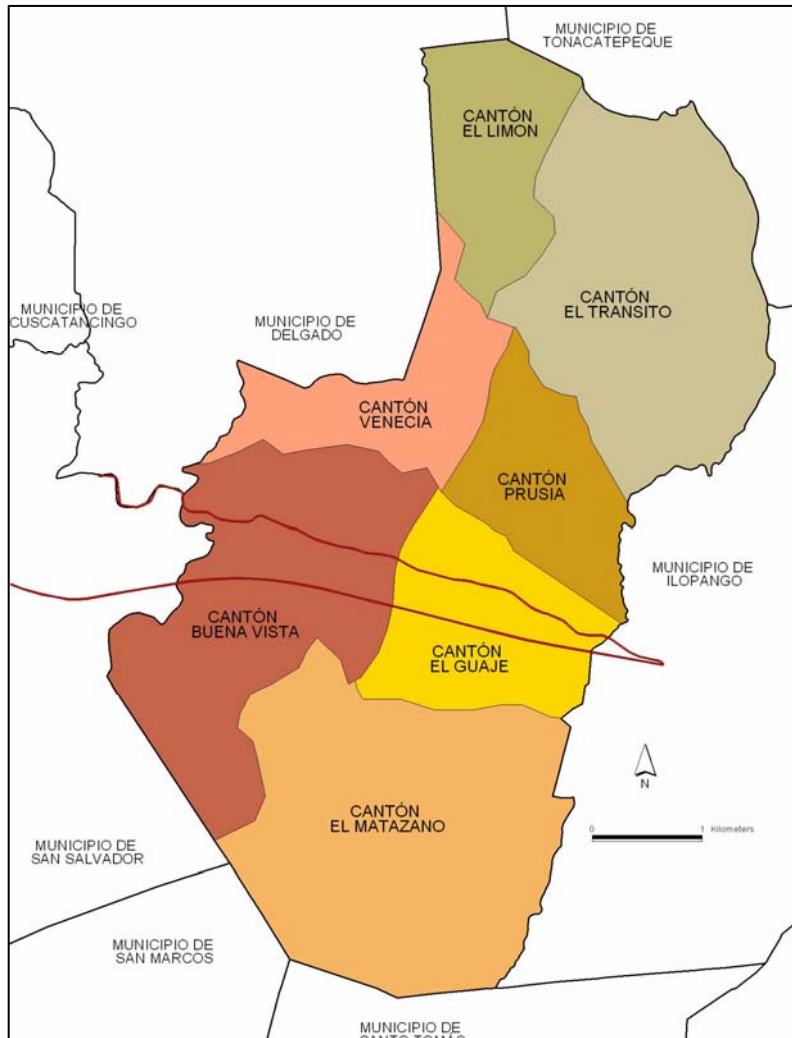 MUNICIPIO DE
TONACATEPEQUE
CANTÓN
EL LIMON
CANTÓN
EL TRANSITO
MUNICIPIO DE
CUSCATANCINGO
MUNICIPIO DE
DELGADO
CANTÓN
VENECIA
CANTÓN
PRUSIA
MUNICIPIO DE
ILOPANGO
CANTÓN
BUENA VISTA
CANTÓN
EL GUAJE
N
0 1 Kilometers
CANTÓN
EL MATAZANO
MUNICIPIO DE
SAN SALVADOR
MUNICIPIO DE
SAN MARCOS
MUNICIPIO DE
SANTO TOMÁS